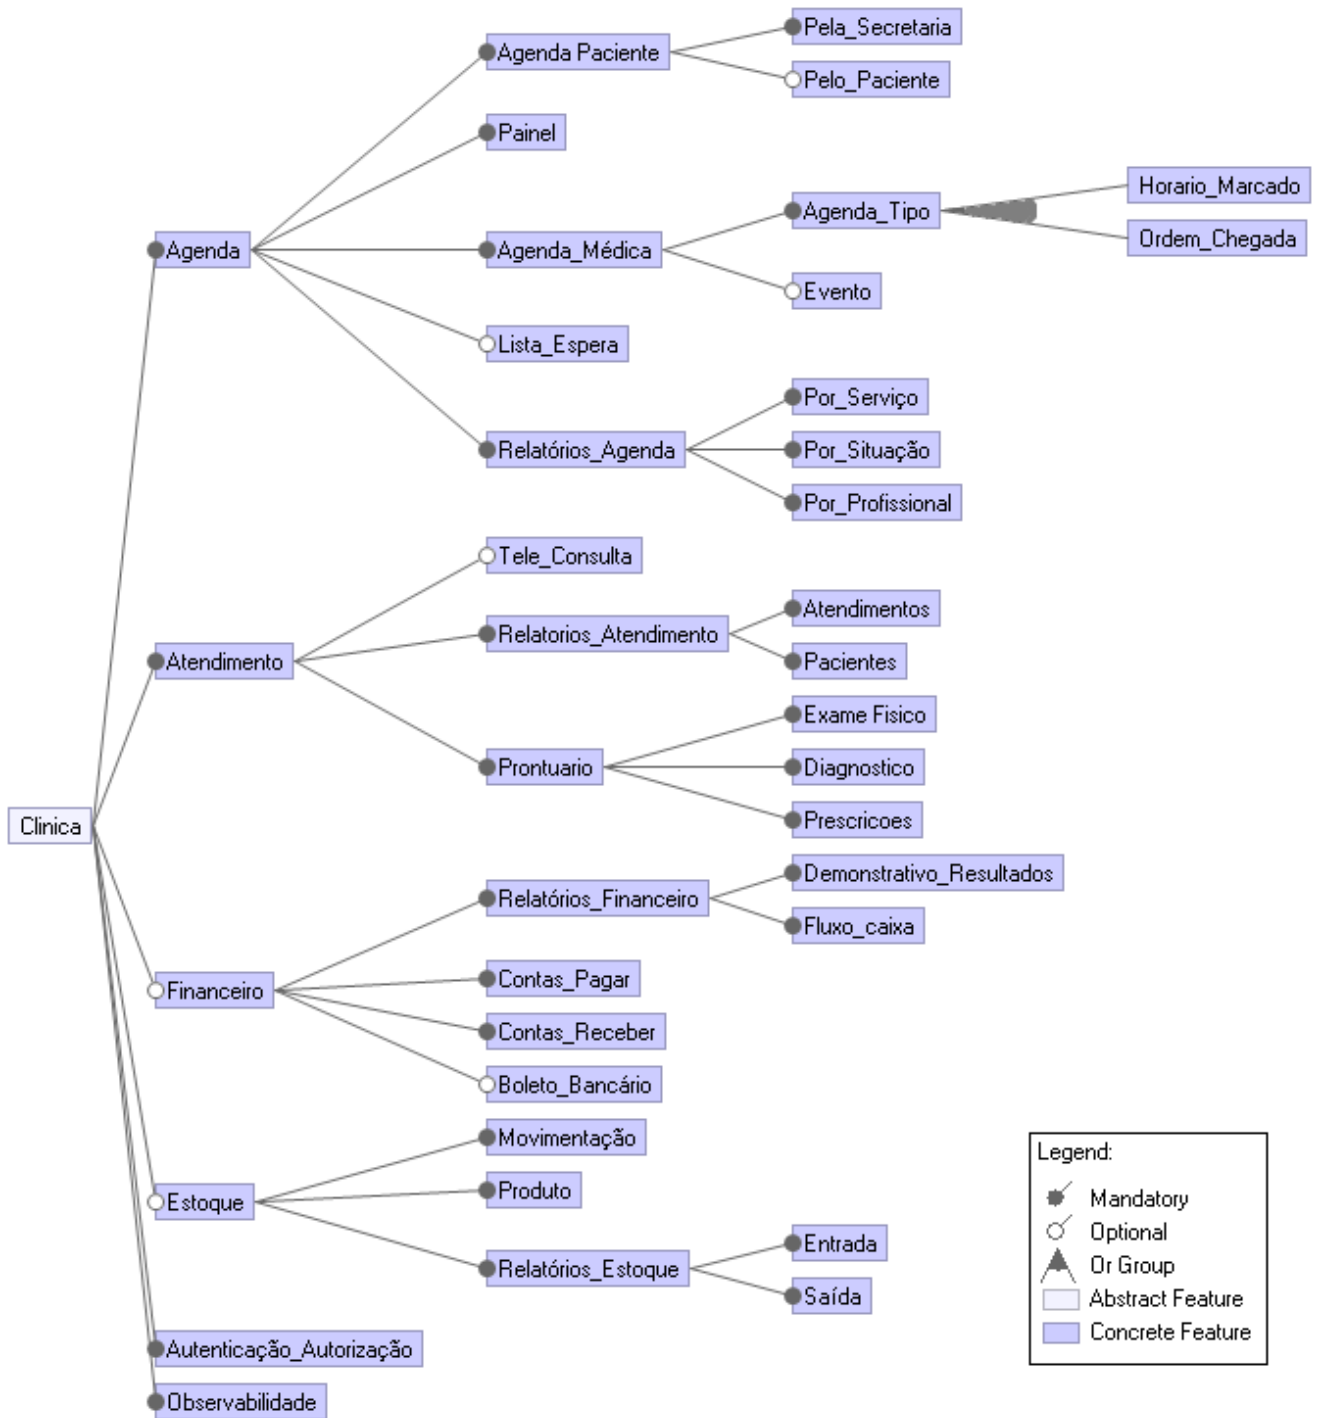 Clinica
Agenda
Agenda Paciente
Pela_Secretaria
Pelo_Paciente
Painel
Agenda_Médica
Agenda_Tipo
Horario_Marcado
Ordem_Chegada
Evento
Lista_Espera
Relatórios_Agenda
Por_Serviço
Por_Situação
Por_Profissional
Atendimento
Tele_Consulta
Relatorios_Atendimento
Atendimentos
Pacientes
Prontuario
Exame Fisico
Diagnostico
Prescricoes
Financeiro
Relatórios_Financeiro
Demonstrativo_Resultados
Fluxo_caixa
Contas_Pagar
Contas_Receber
Boleto_Bancário
Estoque
Movimentação
Produto
Relatórios_Estoque
Entrada
Saída
Autenticação_Autorização
Observabilidade
Legend:
Mandatory
Optional
Or Group
Abstract Feature
Concrete Feature